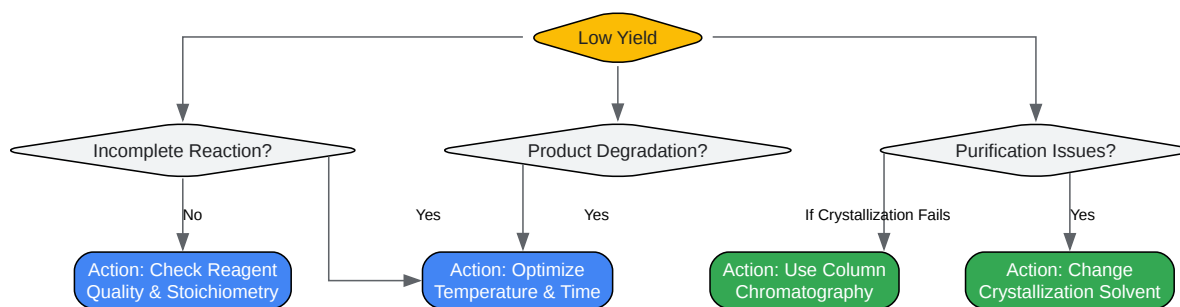 Low Yield
Incomplete Reaction?
Product Degradation?
Purification Issues?
No
Yes
Yes
If Crystallization Fails
Yes
Action: Check Reagent
Quality & Stoichiometry
Action: Optimize
Temperature & Time
Action: Use Column
Chromatography
Action: Change
Crystallization Solvent